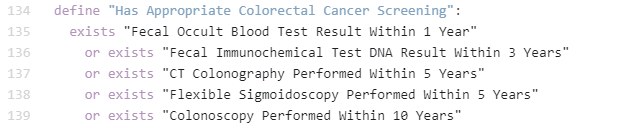 134 define "Has Appropriate Colorectal Cancer Screening":
135 exists "Fecal Occult Blood Test Result Within 1 Year"
136 or exists "Fecal Immunochemical Test DNA Result Within 3 Years"
137 or exists "CT Colonography Performed Within 5 Years"
138 or exists "Flexible Sigmoidoscopy Performed Within 5 Years"
139 or exists "Colonoscopy Performed Within 10 Years"